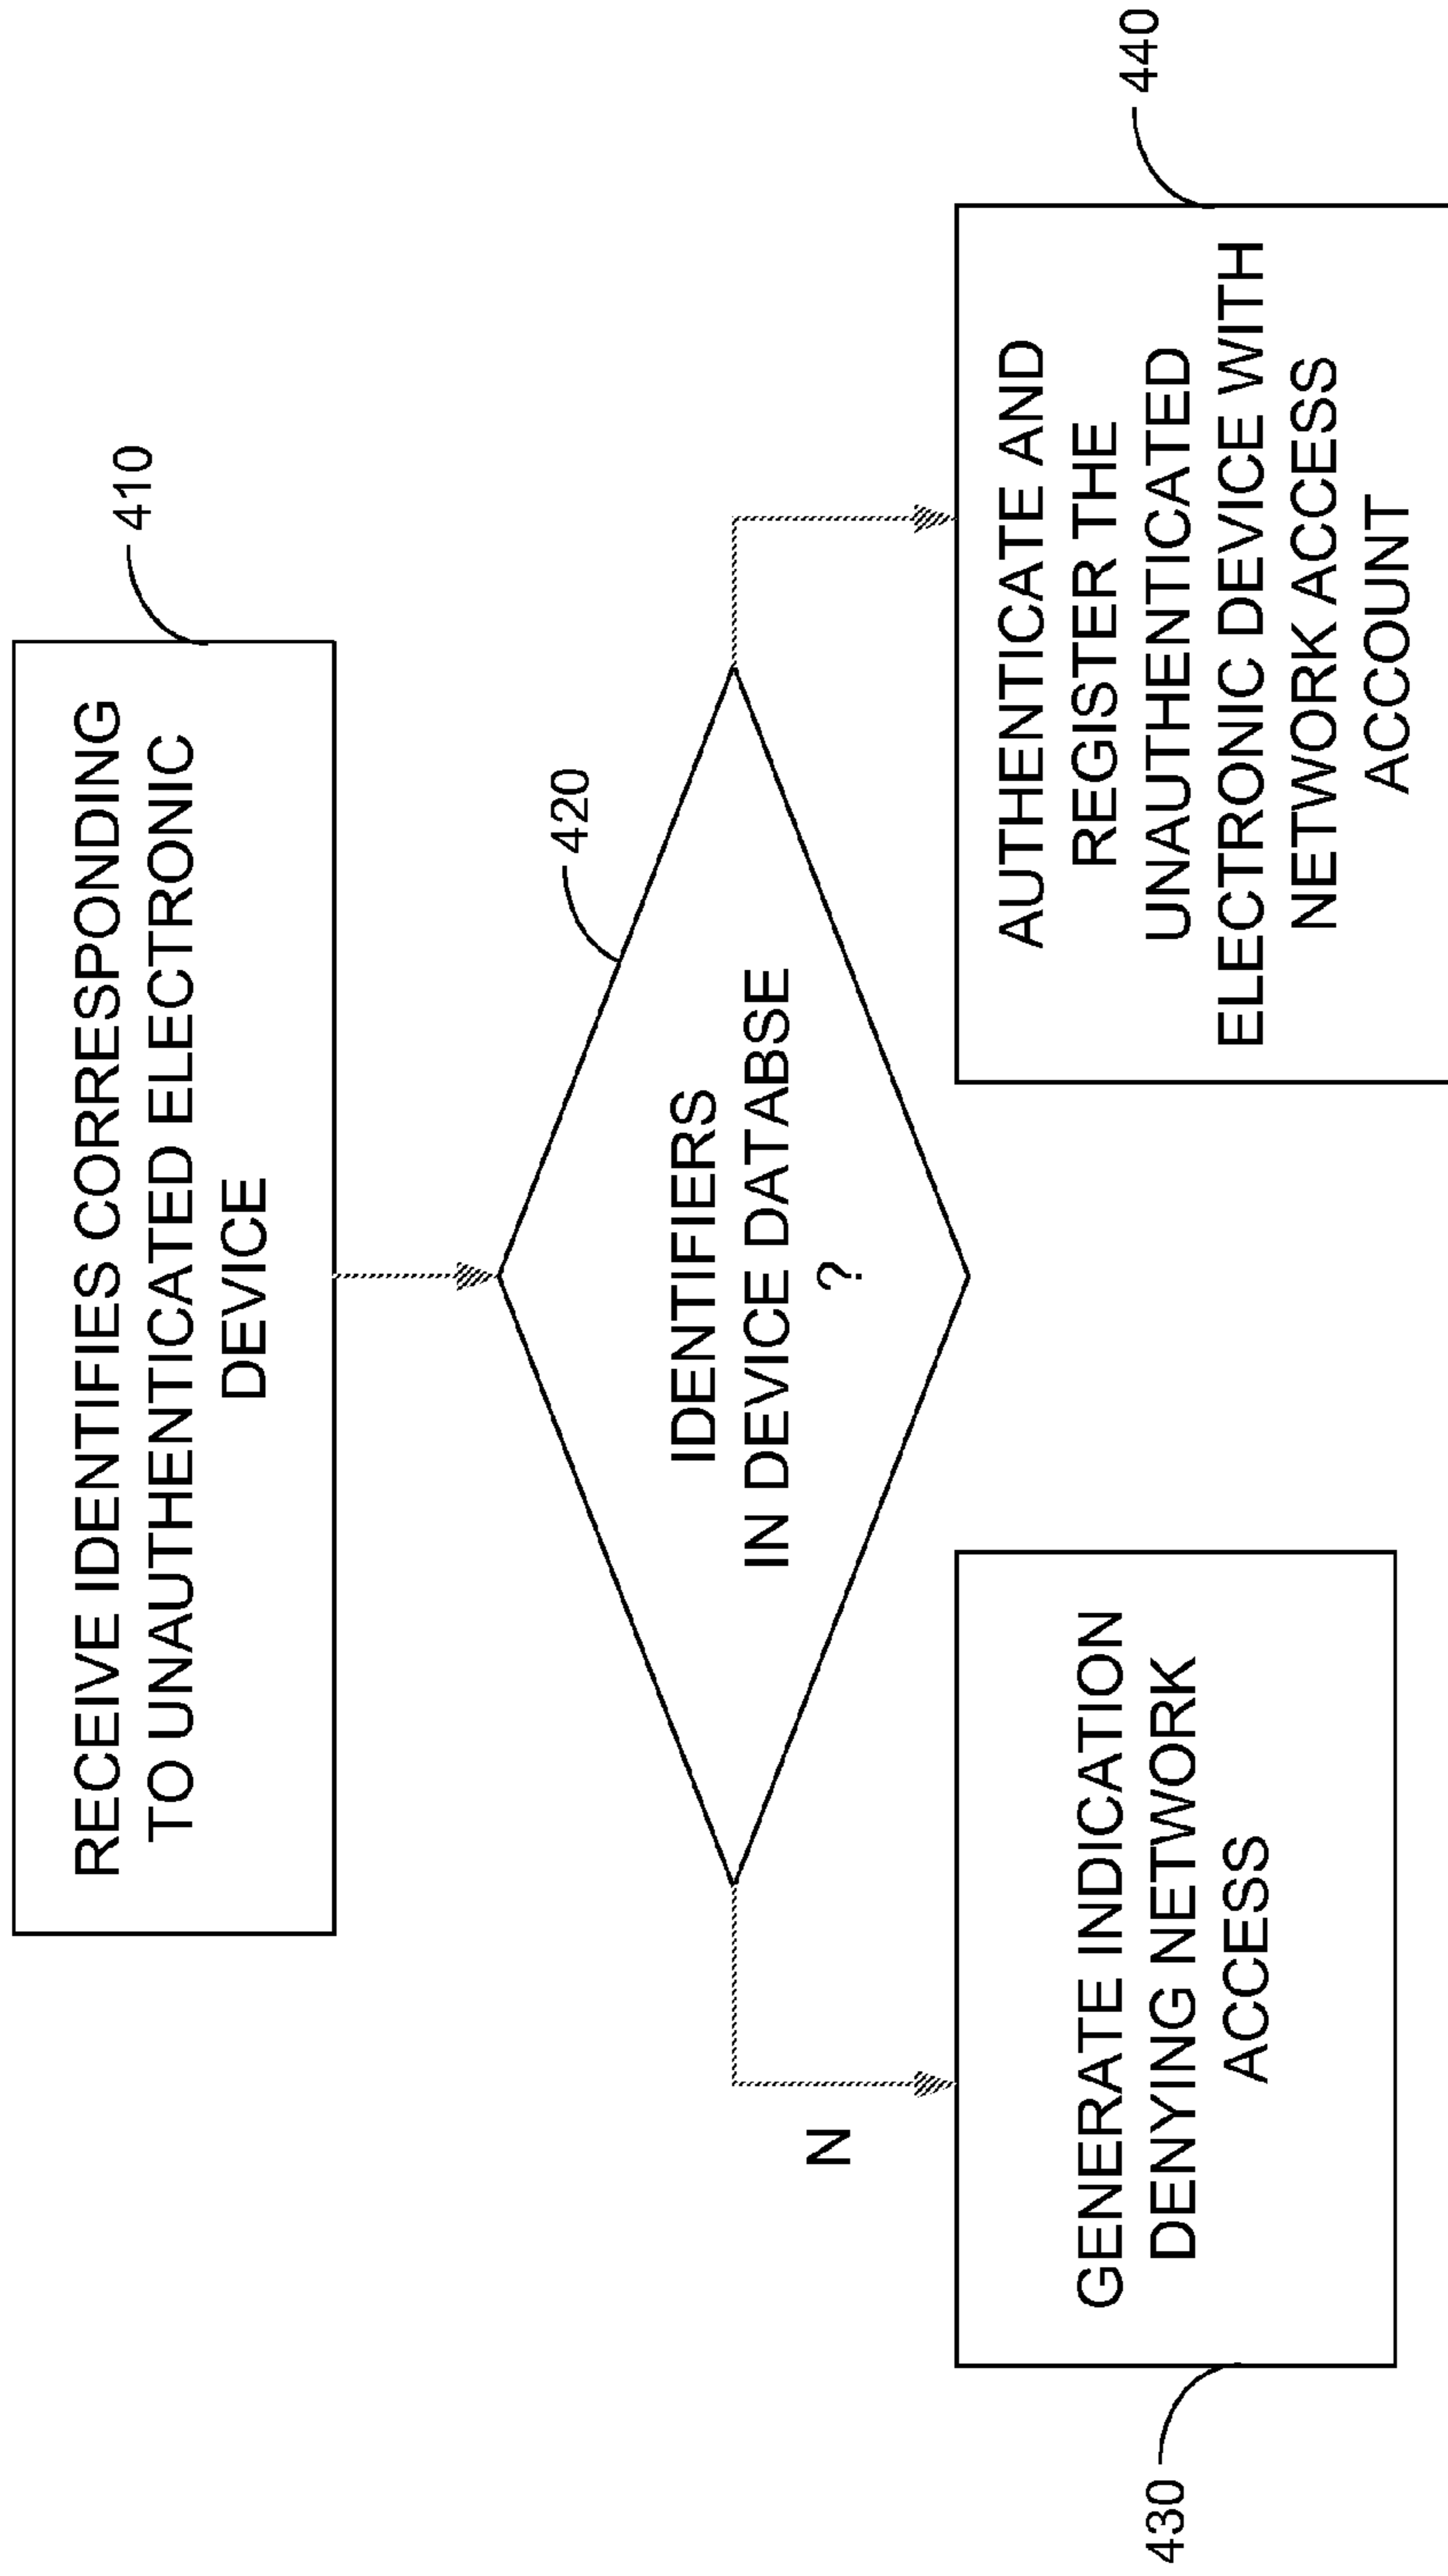 RECEIVE IDENTIFIES CORRESPONDING
TO UNAUTHENTICATED ELECTRONIC
DEVICE
410
IDENTIFIERS
IN DEVICE DATABSE
?
420
N
GENERATE INDICATION
DENYING NETWORK
ACCESS
430
AUTHENTICATE AND
REGISTER THE
UNAUTHENTICATED
ELECTRONIC DEVICE WITH
NETWORK ACCESS
ACCOUNT
440